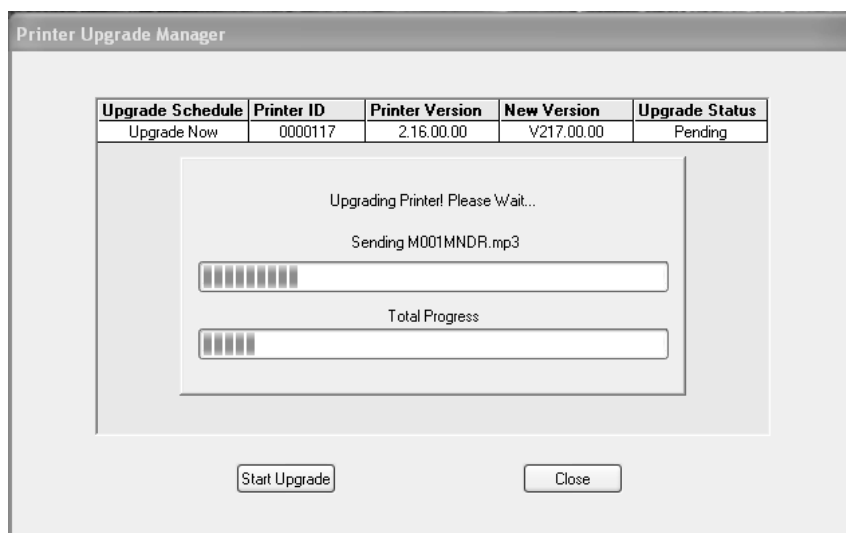 Printer Upgrade Manager
Upgrade Schedule Printer ID Printer Version New Version Upgrade Status
Upgrade Now 0000117 2.16.00.00 V217.00.00 Pending
Upgrading Printer! Please Wait...
Sending M001MNDR.mp3
Total Progress
Start Upgrade Close